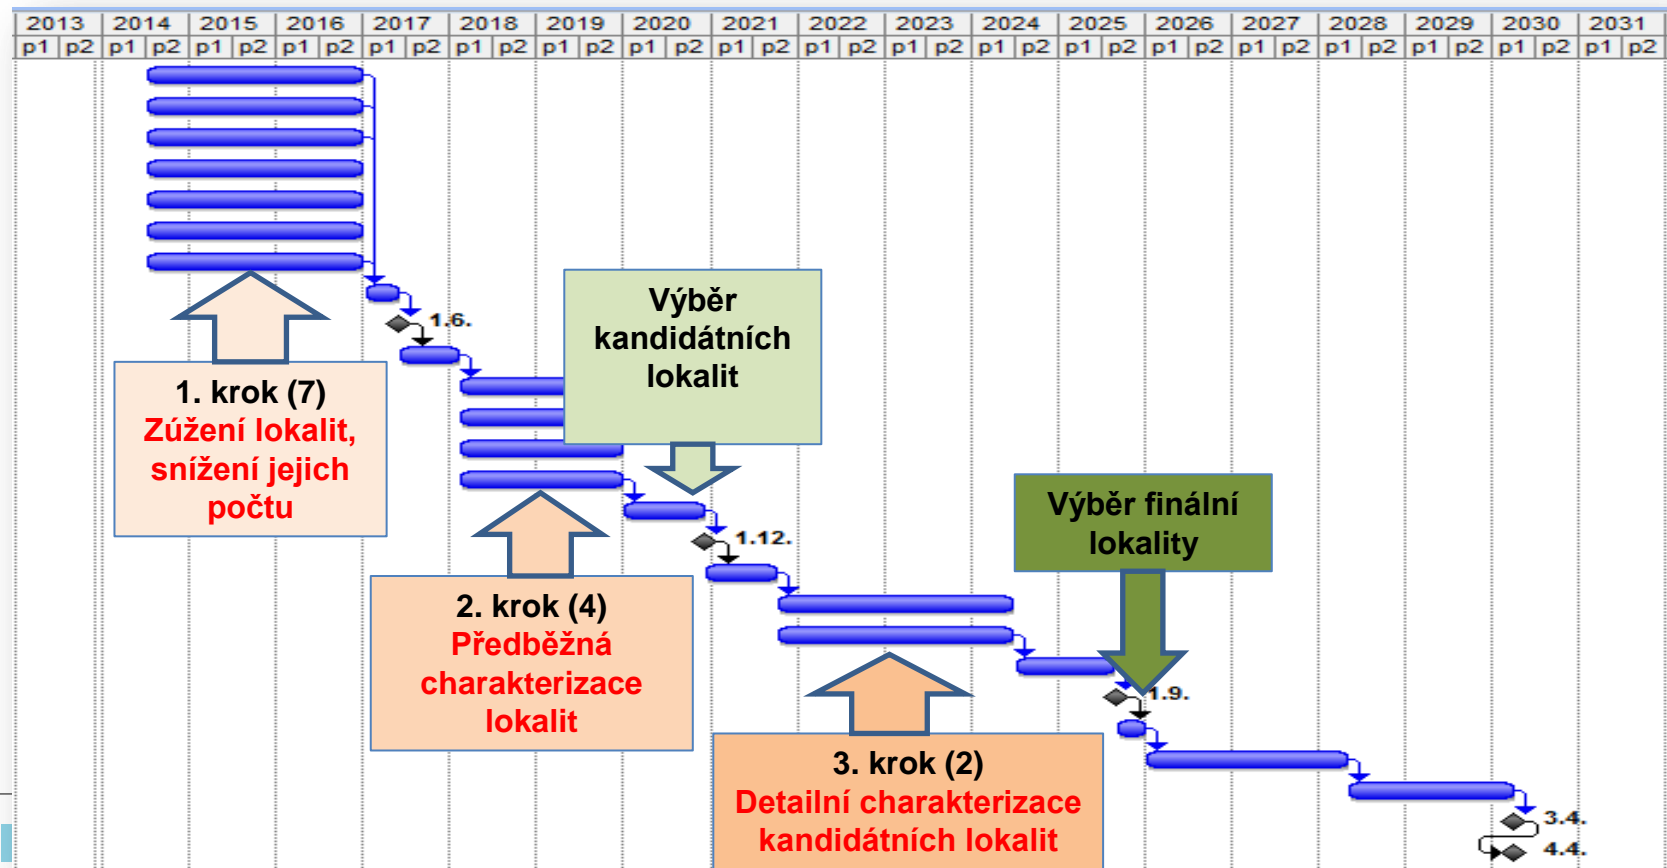 2013 2014 2015 2016 2017 2018 2019 2020 2021 2022 2023 2024 2025 2026 2027 2028 2029 2030 2031
p1 p2 p1 p2 p1 p2 p1 p2 p1 p2 p1 p2 p1 p2 p1 p2 p1 p2 p1 p2 p1 p2 p1 p2 p1 p2 p1 p2 p1 p2 p1 p2 p1 p2 p1 p2 p1 p2
1.6.
1. krok (7)
Zúžení lokalit,
snížení jejich
počtu
Výběr
kandidátních
lokalit
1.12.
2. krok (4)
Předběžná
charakterizace
lokalit
Výběr finální
lokality
1.9.
3. krok (2)
Detailní charakterizace
kandidátních lokalit
3.4.
4.4.